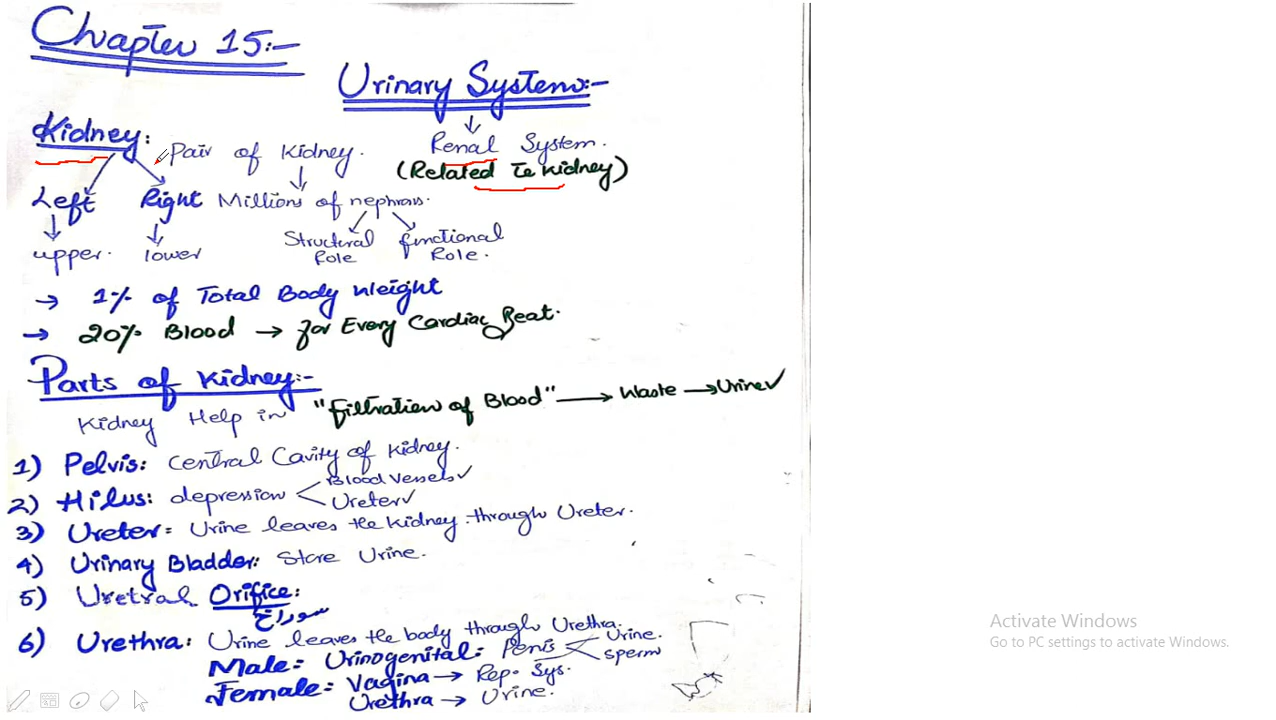 Chapter 15:-
Urinary System:-
Renal System.
(Related to kidney)
Kidney: Pair of Kidney.
Left Right Millions of nephrons.
upper. lower
Structural Role
functional Role.
→ 1% of Total Body Weight
→ 20% Blood → for Every Cardiac Beat.
Parts of Kidney:-
Kidney Help in "Filtration of Blood" → Waste → Urine✓
1) Pelvis: Central Cavity of Kidney.
2) Hilus: depression
Blood Vessels✓
Ureter✓
3) Ureter: Urine leaves the Kidney through Ureter.
4) Urinary Bladder: Store Urine.
5) Uretral Orifice:
سوراخ
6) Urethra: Urine leaves the body through Urethra.
Male: Urinogenital: Penis
Urine.
sperm
Female: Vagina → Rep. Sys.
Urethra → Urine.
Activate Windows
Go to PC settings to activate Windows.